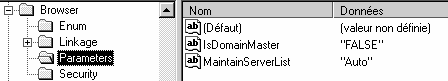 Browser
Enum
Linkage
Parameters
Security
Nom Données
(Défaut) (valeur non définie)
IsDomainMaster "FALSE"
MaintainServerList "Auto"